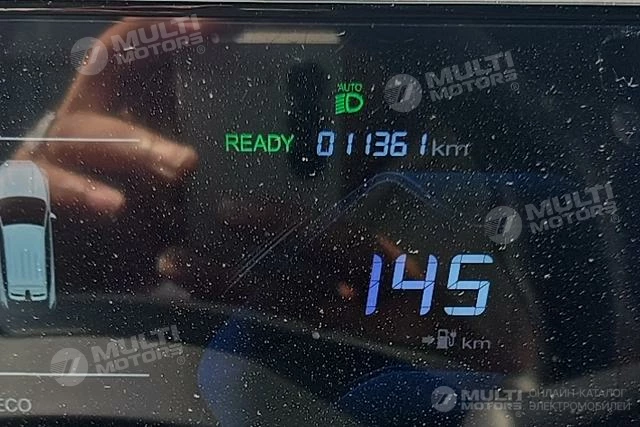 MULTI
MOTORS®
MULTI
MOTORS
AUTO
READY 011361 km
MULTI
MOTORS
145
km
MULTI
MOTORS
ECO
MULTI
MOTORS
ОНЛАЙН-КАТАЛОГ
ЭЛЕКТРОМОБИЛЕЙ